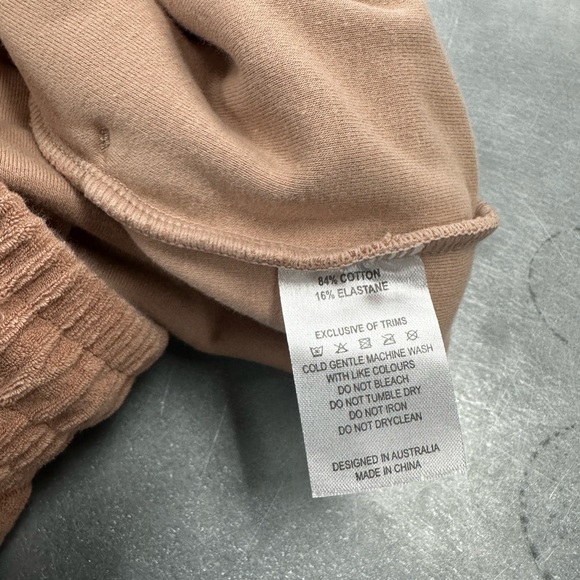 84% COTTON
16% ELASTANE
EXCLUSIVE OF TRIMS
COLD GENTLE MACHINE WASH
WITH LIKE COLOURS
DO NOT BLEACH
DO NOT TUMBLE DRY
DO NOT IRON
DO NOT DRYCLEAN
DESIGNED IN AUSTRALIA
MADE IN CHINA